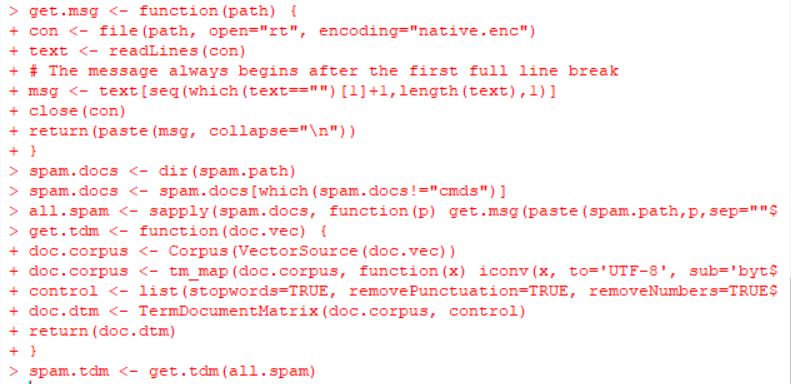 > get.msg <- function(path) {
+ con <- file(path, open="rt", encoding="native.enc")
+ text <- readLines(con)
+ # The message always begins after the first full line break
+ msg <- text[seq(which(text=="")[1]+1,length(text),1)]
+ close(con)
+ return(paste(msg, collapse="\n"))
+ }
> spam.docs <- dir(spam.path)
> spam.docs <- spam.docs[which(spam.docs!="cmds")]
> all.spam <- sapply(spam.docs, function(p) get.msg(paste(spam.path,p,sep=""$
> get.tdm <- function(doc.vec) {
+ doc.corpus <- Corpus(VectorSource(doc.vec))
+ doc.corpus <- tm_map(doc.corpus, function(x) iconv(x, to='UTF-8', sub='byt$
+ control <- list(stopwords=TRUE, removePunctuation=TRUE, removeNumbers=TRUE$
+ doc.dtm <- TermDocumentMatrix(doc.corpus, control)
+ return(doc.dtm)
+ }
> spam.tdm <- get.tdm(all.spam)